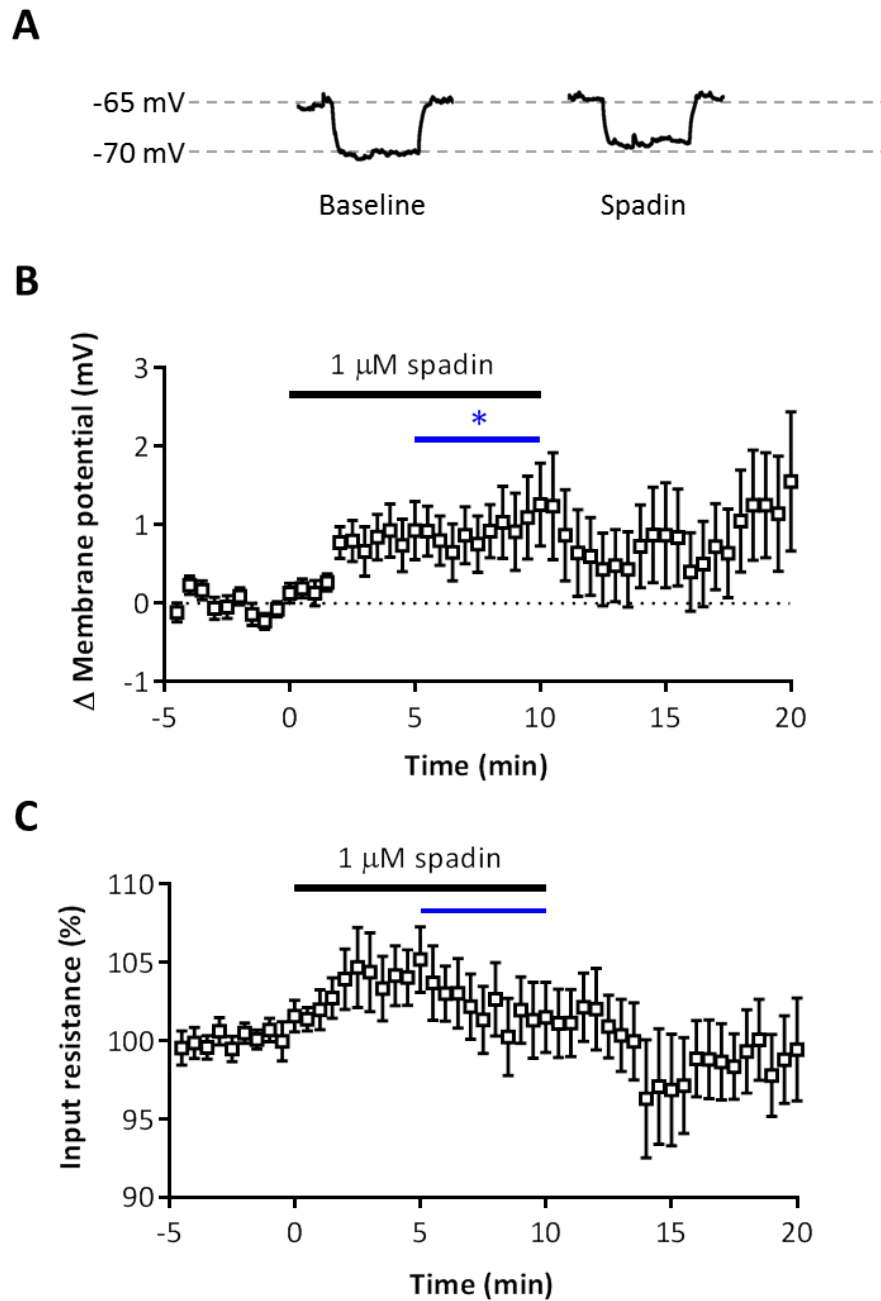 A
-65 mV
-70 mV
Baseline Spadin
B
1 μM spadin
*
Δ Membrane potential (mV)
3
2
1
0
-1
-5 0 5 10 15 20
Time (min)
C
1 μM spadin
Input resistance (%)
110
105
100
95
90
-5 0 5 10 15 20
Time (min)